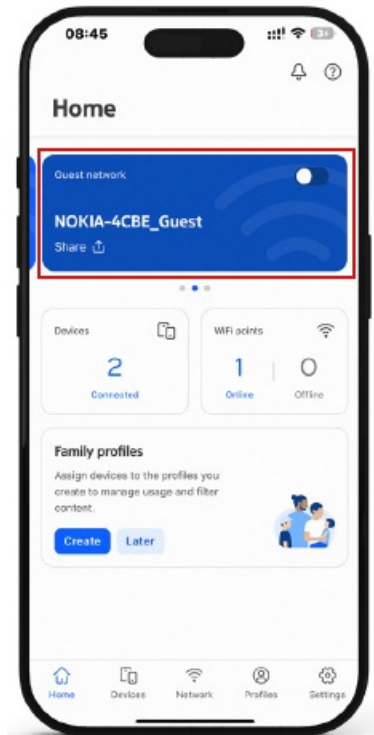 08:45
Home
Guest network
NOKIA-4CBE_Guest
Share
Devices
2
Connected
WiFi points
1
Online
0
Offline
Family profiles
Assign devices to the profiles you
create to manage usage and filter
content.
Create
Later
Home
Devices
Network
Profiles
Settings